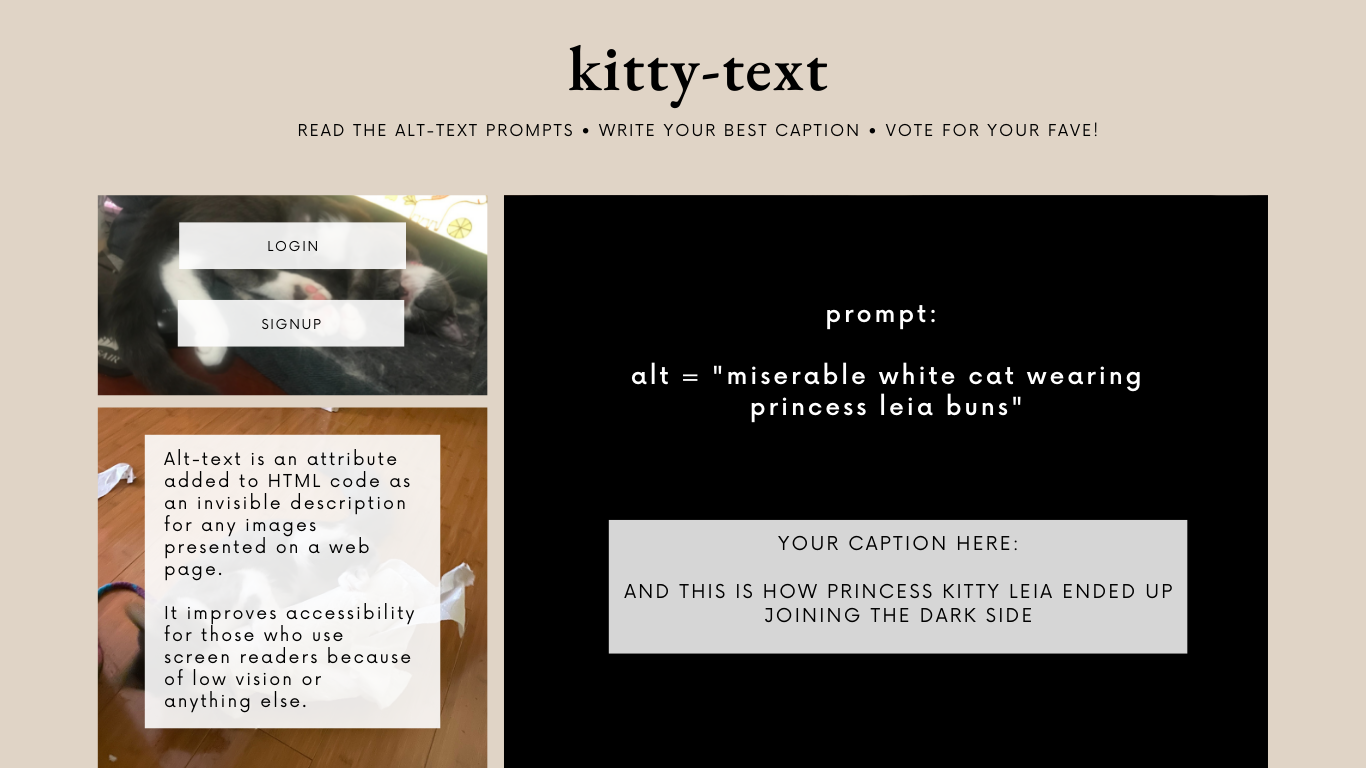 kitty-text
READ THE ALT-TEXT PROMPTS • WRITE YOUR BEST CAPTION • VOTE FOR YOUR FAVE!
LOGIN
SIGNUP
Alt-text is an attribute
added to HTML code as
an invisible description
for any images
presented on a web
page.
It improves accessibility
for those who use
screen readers because
of low vision or
anything else.
prompt:
alt = "miserable white cat wearing
princess leia buns"
YOUR CAPTION HERE:
AND THIS IS HOW PRINCESS KITTY LEIA ENDED UP
JOINING THE DARK SIDE